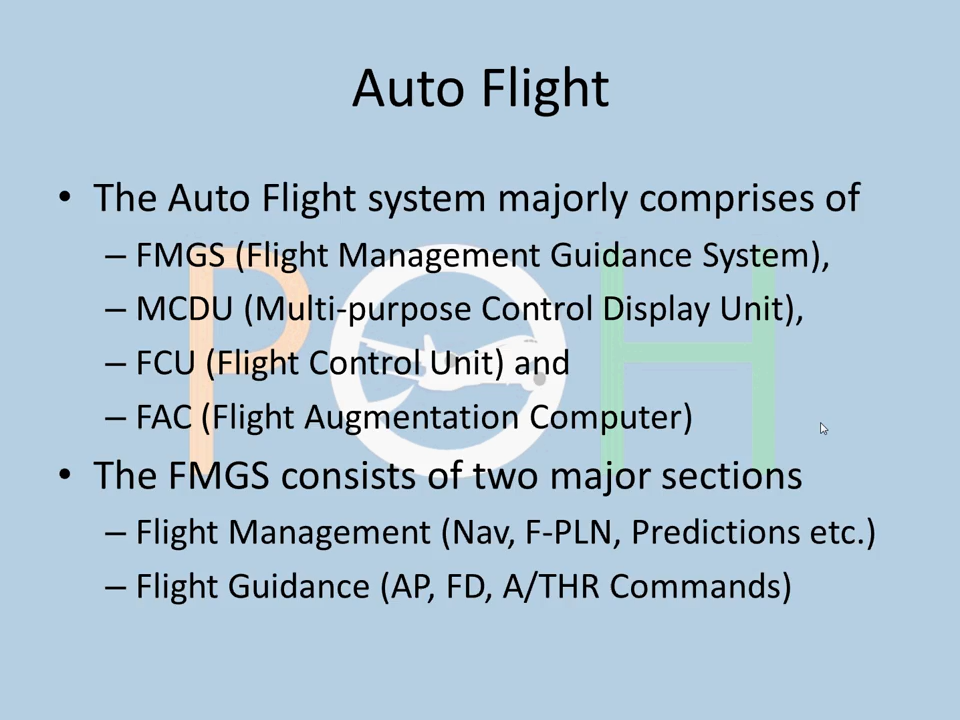 Auto Flight
• The Auto Flight system majorly comprises of
– FMGS (Flight Management Guidance System),
– MCDU (Multi-purpose Control Display Unit),
– FCU (Flight Control Unit) and
– FAC (Flight Augmentation Computer)
• The FMGS consists of two major sections
– Flight Management (Nav, F-PLN, Predictions etc.)
– Flight Guidance (AP, FD, A/THR Commands)
POH